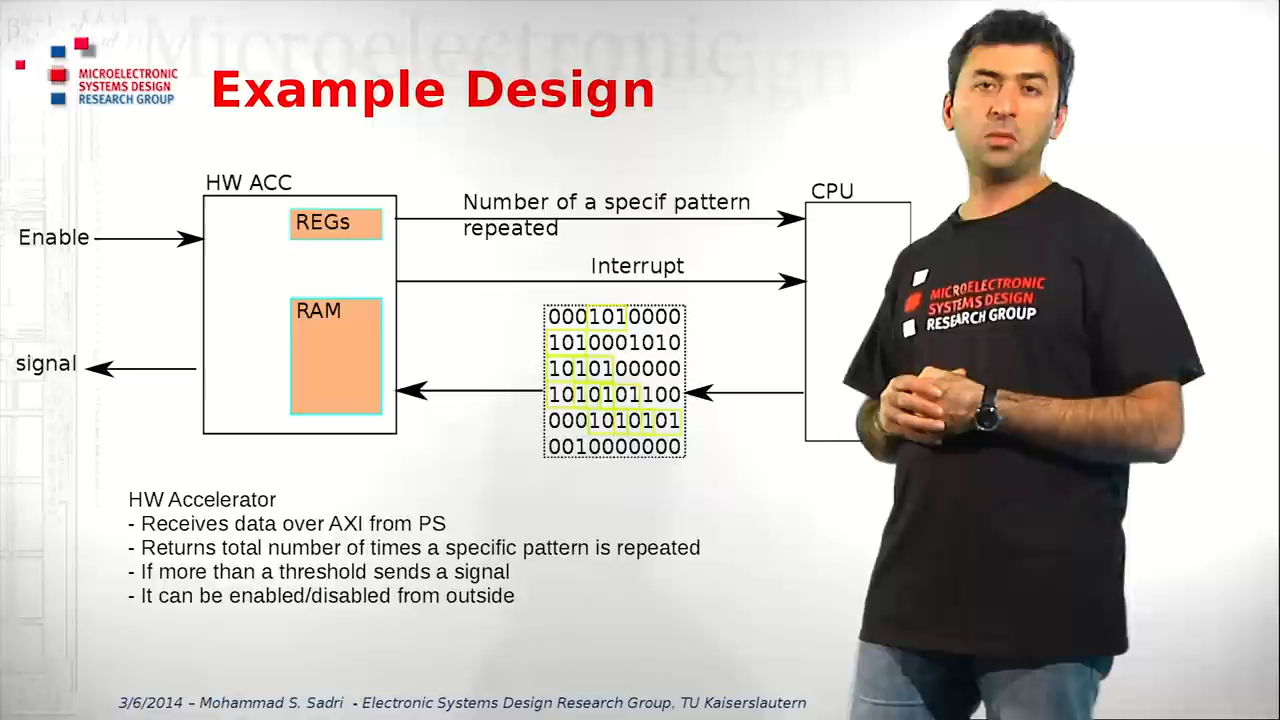 Microelectronic
MICROELECTRONIC
SYSTEMS DESIGN
RESEARCH GROUP
Example Design
HW ACC
CPU
REGs
Number of a specif pattern
repeated
Enable
Interrupt
RAM
signal
0001010000
1010001010
1010100000
1010101100
0001010101
0010000000
MICROELECTRONIC
SYSTEMS DESIGN
RESEARCH GROUP
HW Accelerator
- Receives data over AXI from PS
- Returns total number of times a specific pattern is repeated
- If more than a threshold sends a signal
- It can be enabled/disabled from outside
3/6/2014 – Mohammad S. Sadri - Electronic Systems Design Research Group, TU Kaiserslautern